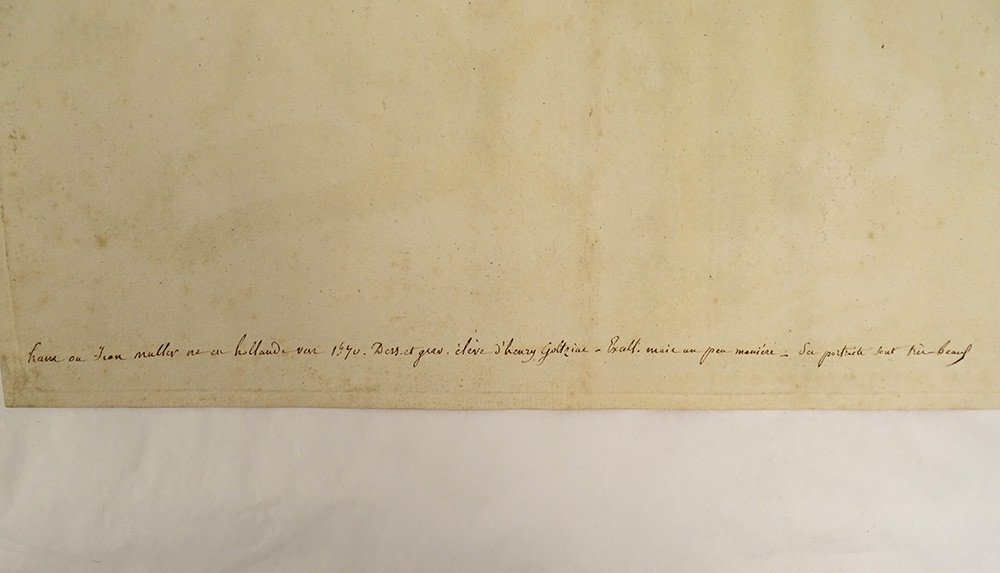 hans ou Jean muller né en hollande vers 1570. Dess. et grav. élève d'henry Goltzius - Excell. mais un peu maniéré - Ses portraits sont très beaux